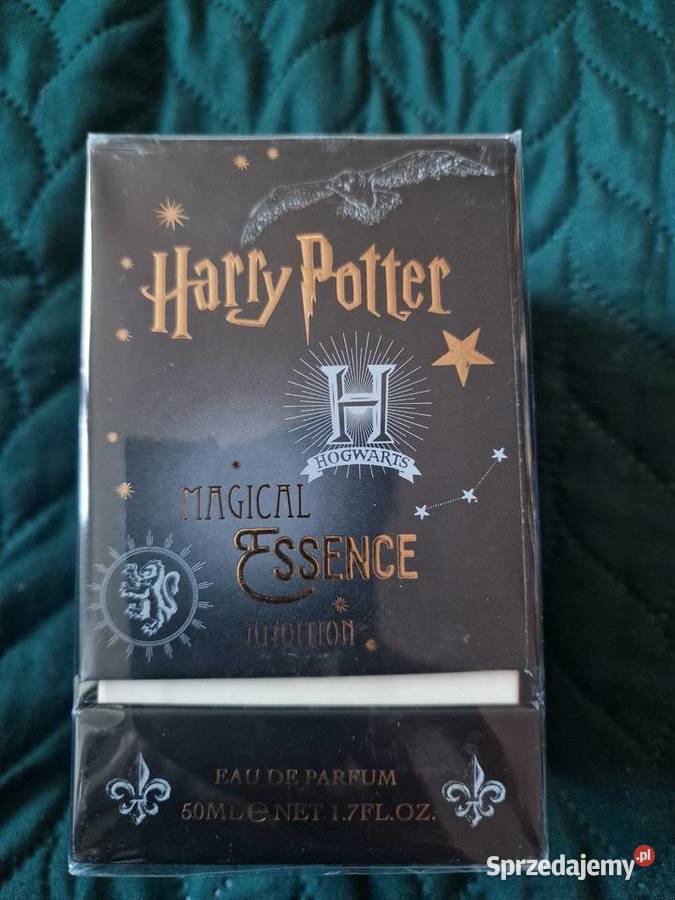 Harry Potter
H
HOGWARTS
MAGICAL
ESSENCE
AMBITION
EAU DE PARFUM
50ML e NET 1.7FL.OZ.
Sprzedajemy.pl